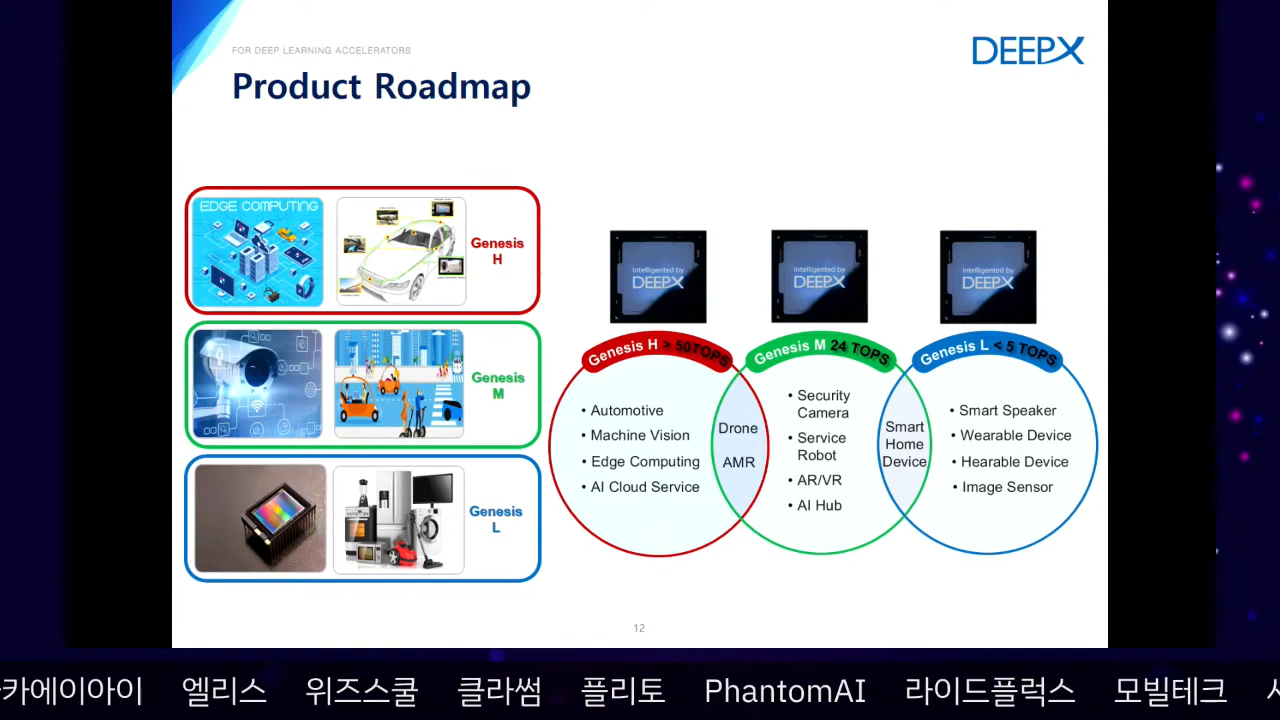 FOR DEEP LEARNING ACCELERATORS
Product Roadmap
DEEPX
EDGE COMPUTING
Genesis
H
Genesis
M
Genesis
L
Intelligented by
DEEPX
Intelligented by
DEEPX
Intelligented by
DEEPX
Genesis H > 50TOPS
Genesis M 24 TOPS
Genesis L < 5 TOPS
• Automotive
• Machine Vision
• Edge Computing
• AI Cloud Service
Drone
AMR
• Security
Camera
• Service
Robot
• AR/VR
• AI Hub
Smart
Home
Device
• Smart Speaker
• Wearable Device
• Hearable Device
• Image Sensor
12
카에이아이 엘리스 위즈스쿨 클라썸 플리토 PhantomAI 라이드플럭스 모빌테크